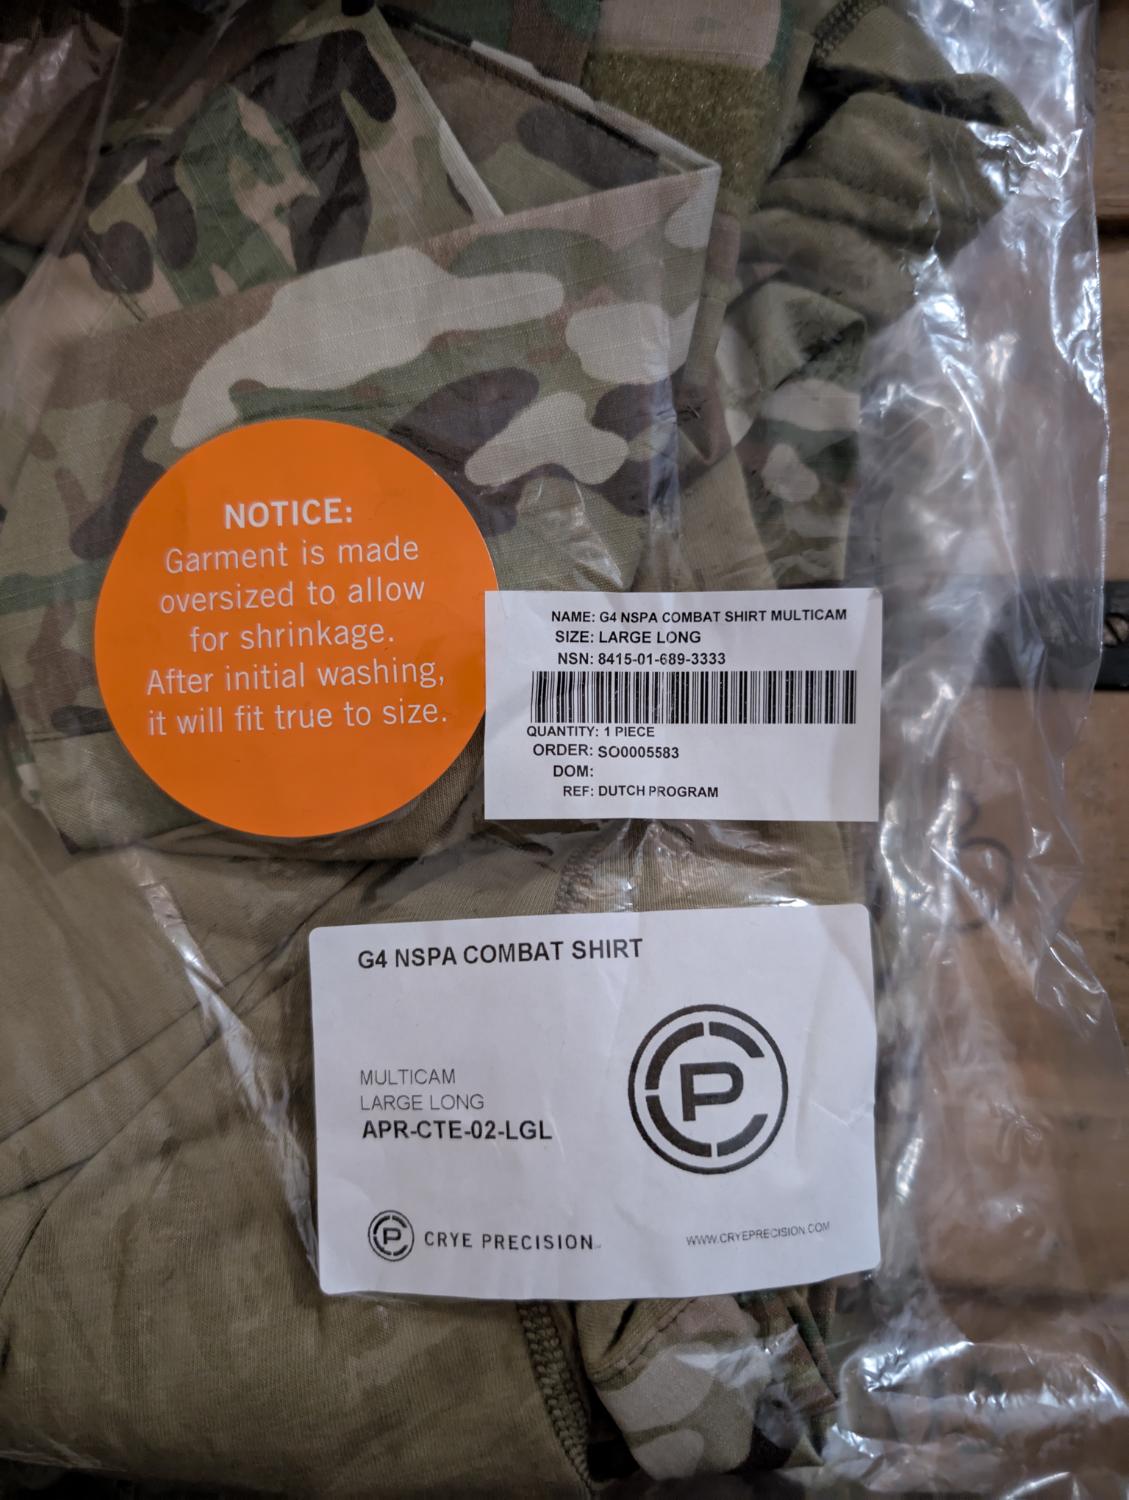 NOTICE:
Garment is made
oversized to allow
for shrinkage.
After initial washing,
it will fit true to size.
NAME: G4 NSPA COMBAT SHIRT MULTICAM
SIZE: LARGE LONG
NSN: 8415-01-689-3333
QUANTITY: 1 PIECE
ORDER: SO0005583
DOM:
REF: DUTCH PROGRAM
G4 NSPA COMBAT SHIRT
MULTICAM
LARGE LONG
APR-CTE-02-LGL
CP
CP CRYE PRECISION
WWW.CRYEPRECISION.COM